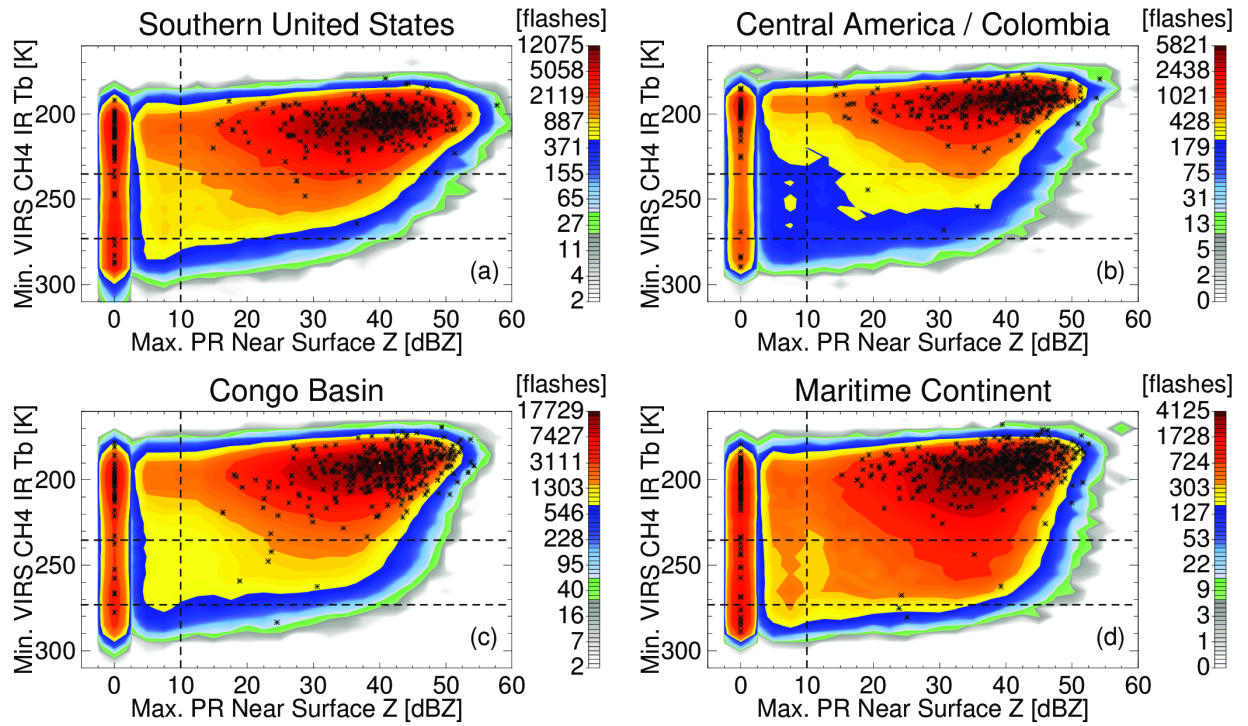 Southern United States
[flashes]
12075
5058
2119
887
371
155
65
27
11
4
2
200
250
300
Min. VIRS CH4 IR Tb [K]
(a)
0 10 20 30 40 50 60
Max. PR Near Surface Z [dBZ]
Central America / Colombia
[flashes]
5821
2438
1021
428
179
75
31
13
5
2
0
200
250
300
Min. VIRS CH4 IR Tb [K]
(b)
0 10 20 30 40 50 60
Max. PR Near Surface Z [dBZ]
Congo Basin
[flashes]
17729
7427
3111
1303
546
228
95
40
16
7
2
200
250
300
Min. VIRS CH4 IR Tb [K]
(c)
0 10 20 30 40 50 60
Max. PR Near Surface Z [dBZ]
Maritime Continent
[flashes]
4125
1728
724
303
127
53
22
9
3
1
0
200
250
300
Min. VIRS CH4 IR Tb [K]
(d)
0 10 20 30 40 50 60
Max. PR Near Surface Z [dBZ]